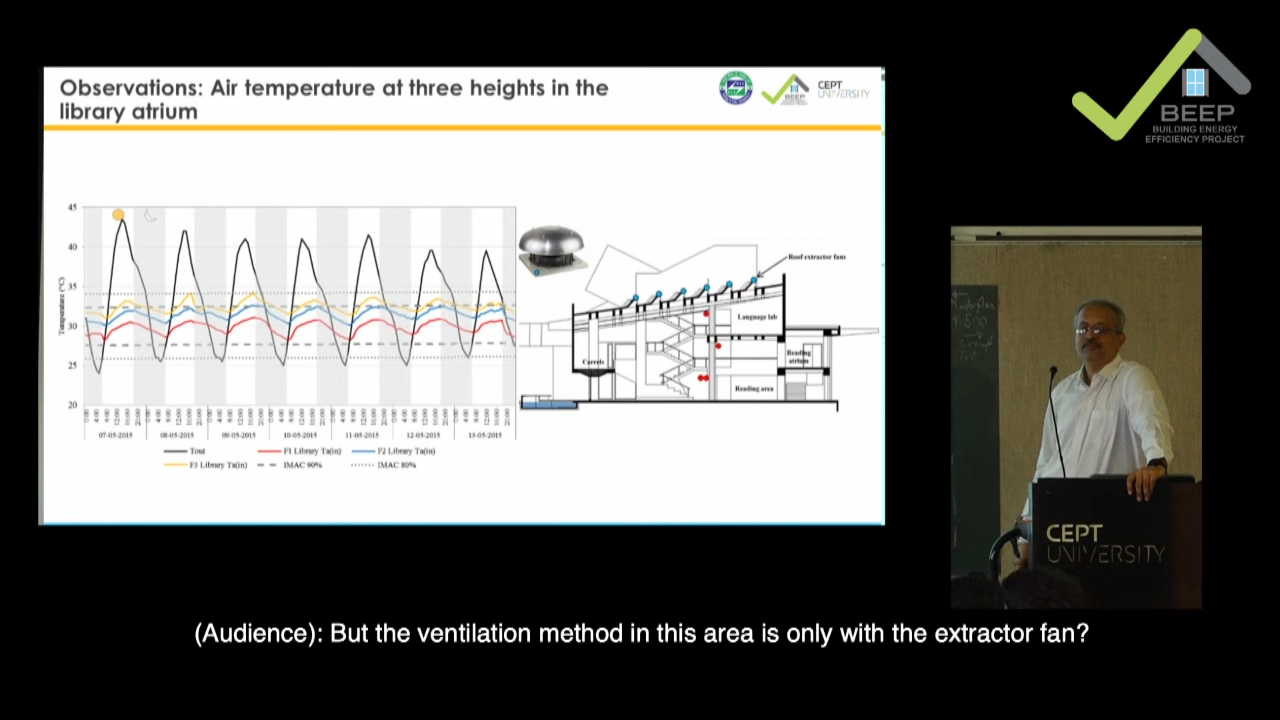 Observations: Air temperature at three heights in the
library atrium
BEEP
CEPT
UNIVERSITY
BEEP
BUILDING ENERGY
EFFICIENCY PROJECT
45
40
35
30
25
20
Temperature (°C)
07-05-2015 08-05-2015 09-05-2015 10-05-2015 11-05-2015 12-05-2015 13-05-2015
Tout F1 Library Ta(in) F2 Library Ta(in)
F3 Library Ta(in) IMAC 90% IMAC 80%
Roof extractor fans
Language lab
Carrels
Reading
atrium
Reading area
CEPT
UNIVERSITY
(Audience): But the ventilation method in this area is only with the extractor fan?